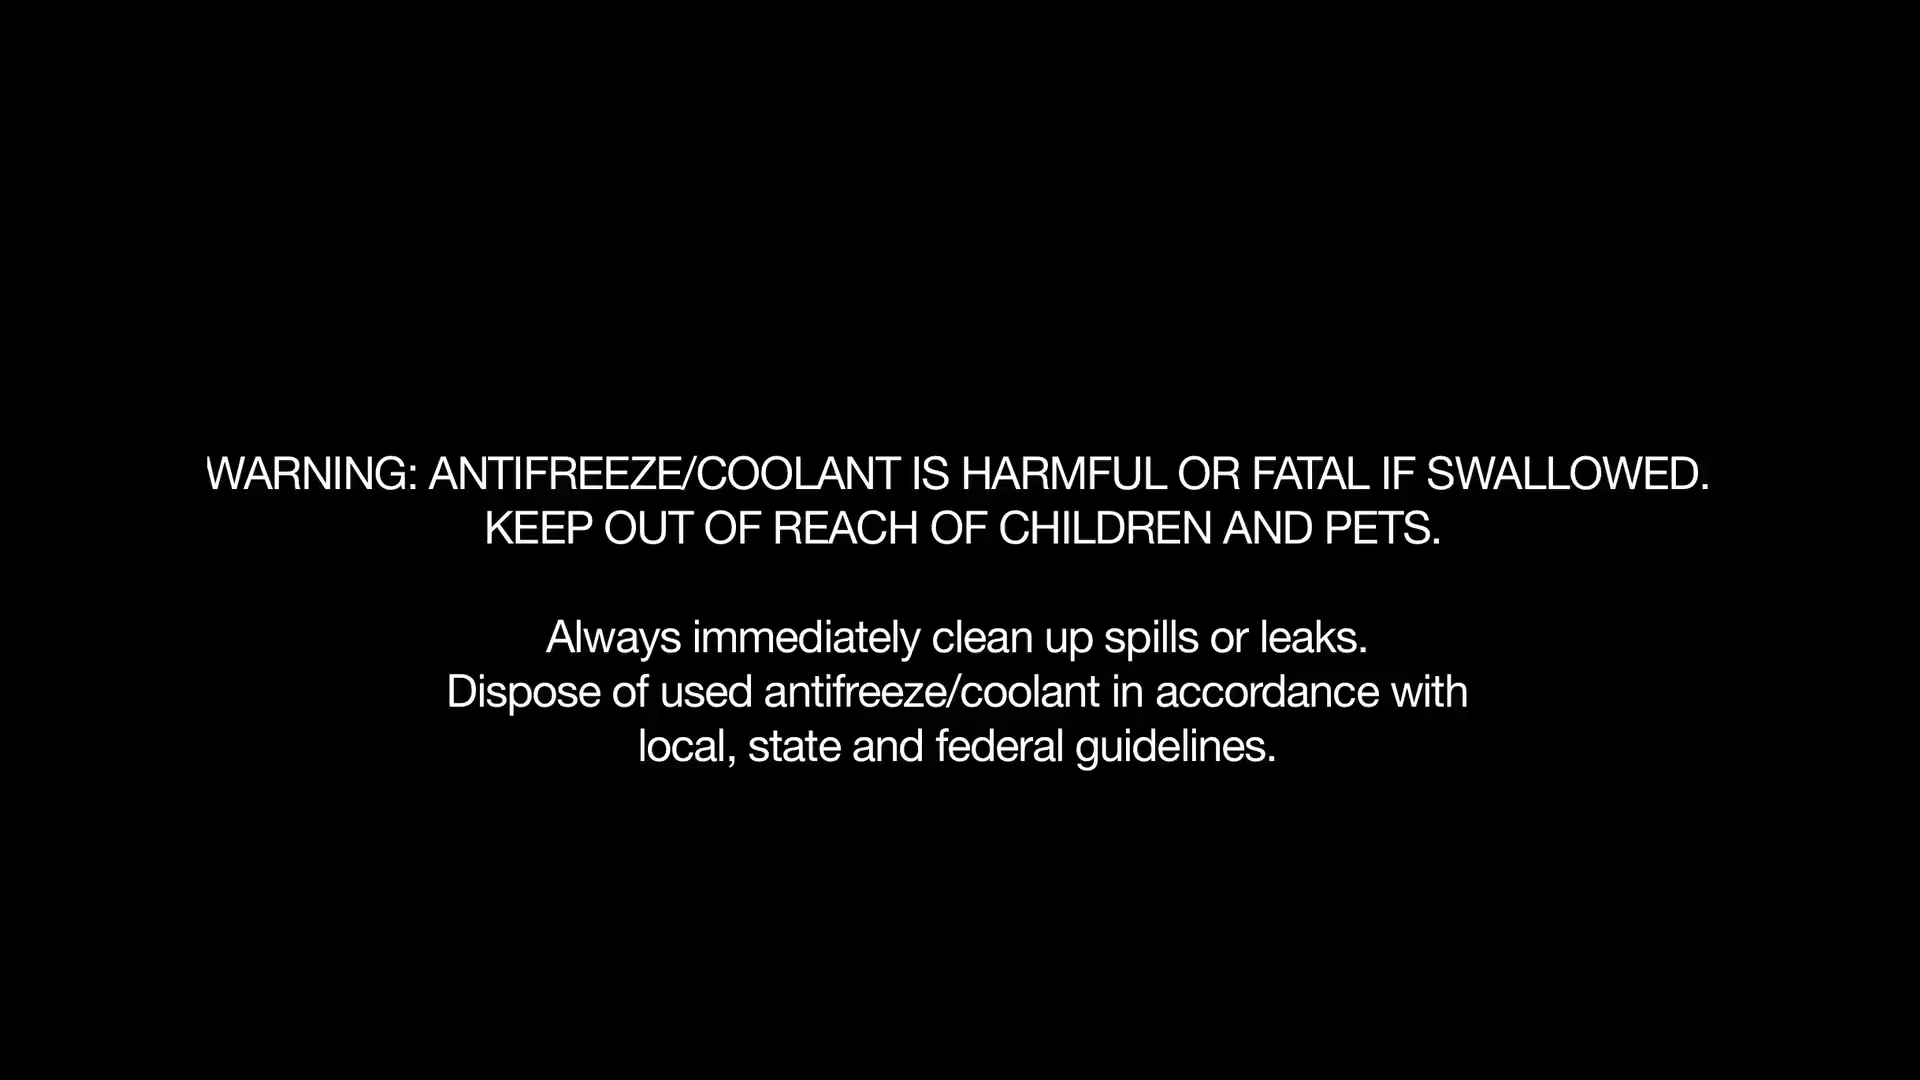 WARNING: ANTIFREEZE/COOLANT IS HARMFUL OR FATAL IF SWALLOWED.
KEEP OUT OF REACH OF CHILDREN AND PETS.
Always immediately clean up spills or leaks.
Dispose of used antifreeze/coolant in accordance with
local, state and federal guidelines.